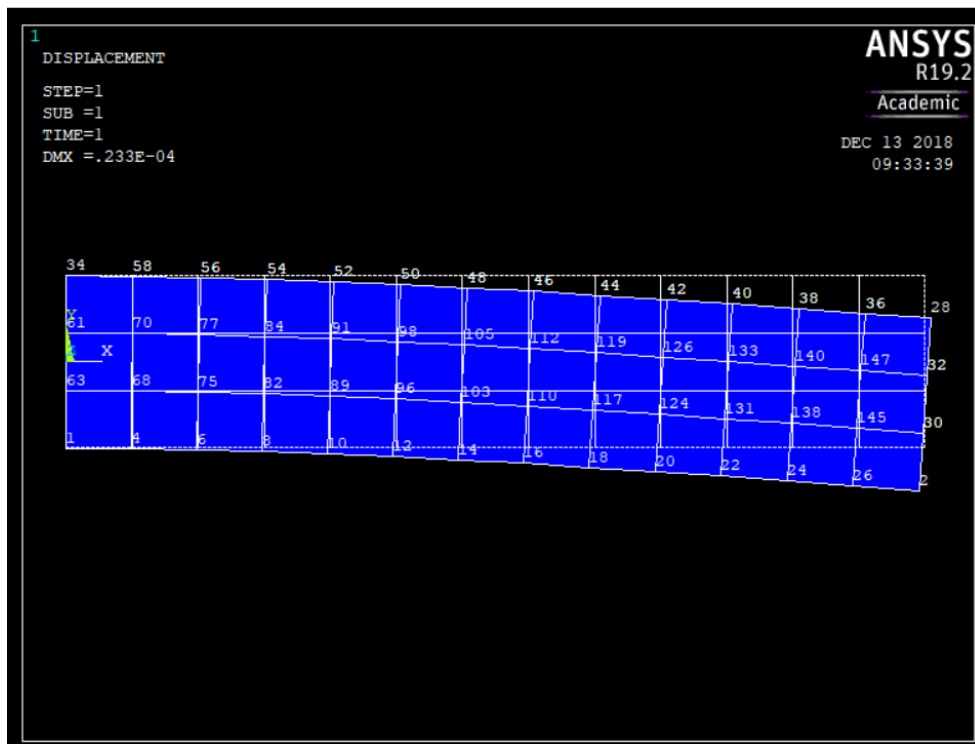 1
DISPLACEMENT
STEP=1
SUB =1
TIME=1
DMX =.233E-04
ANSYS
R19.2
Academic
DEC 13 2018
09:33:39
34 58 56 54 52 50 48 46 44 42 40 38 36 28
Y
61 70 77 84 91 98 105 112 119 126 133 140 147 32
X
63 68 75 82 89 96 103 110 117 124 131 138 145 30
1 4 6 8 10 12 14 16 18 20 22 24 26 2